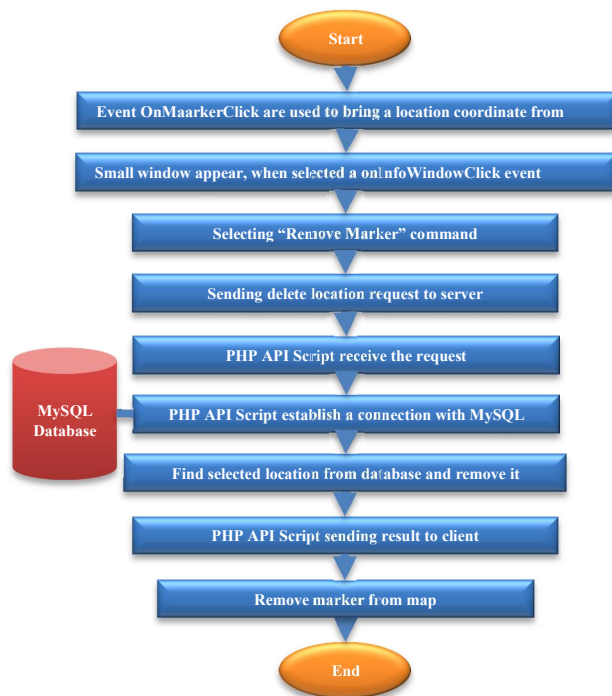 Start
Event OnMaarkerClick are used to bring a location coordinate from
Small window appear, when selected a onInfoWindowClick event
Selecting “Remove Marker” command
Sending delete location request to server
PHP API Script receive the request
MySQL
Database
PHP API Script establish a connection with MySQL
Find selected location from database and remove it
PHP API Script sending result to client
Remove marker from map
End